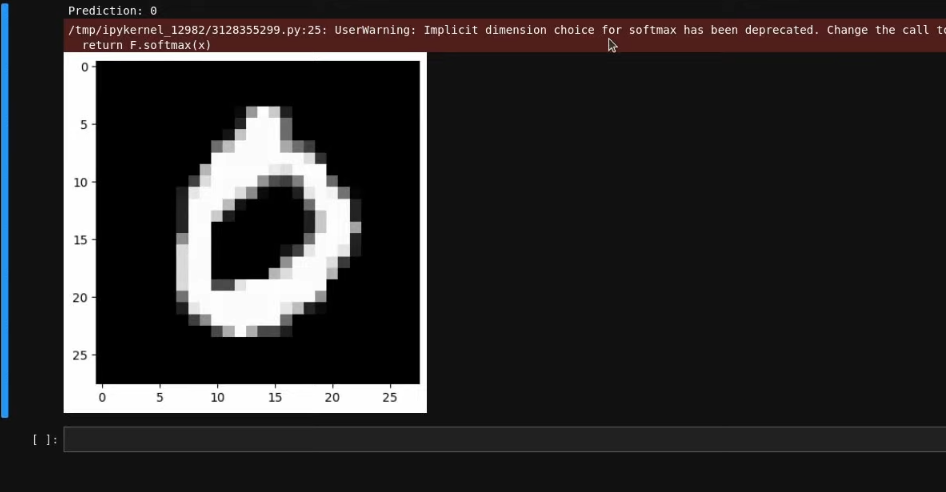 Prediction: 0
/tmp/ipykernel_12982/3128355299.py:25: UserWarning: Implicit dimension choice for softmax has been deprecated. Change the call to
return F.softmax(x)
0
5
10
15
20
25
0 5 10 15 20 25
[ ]: